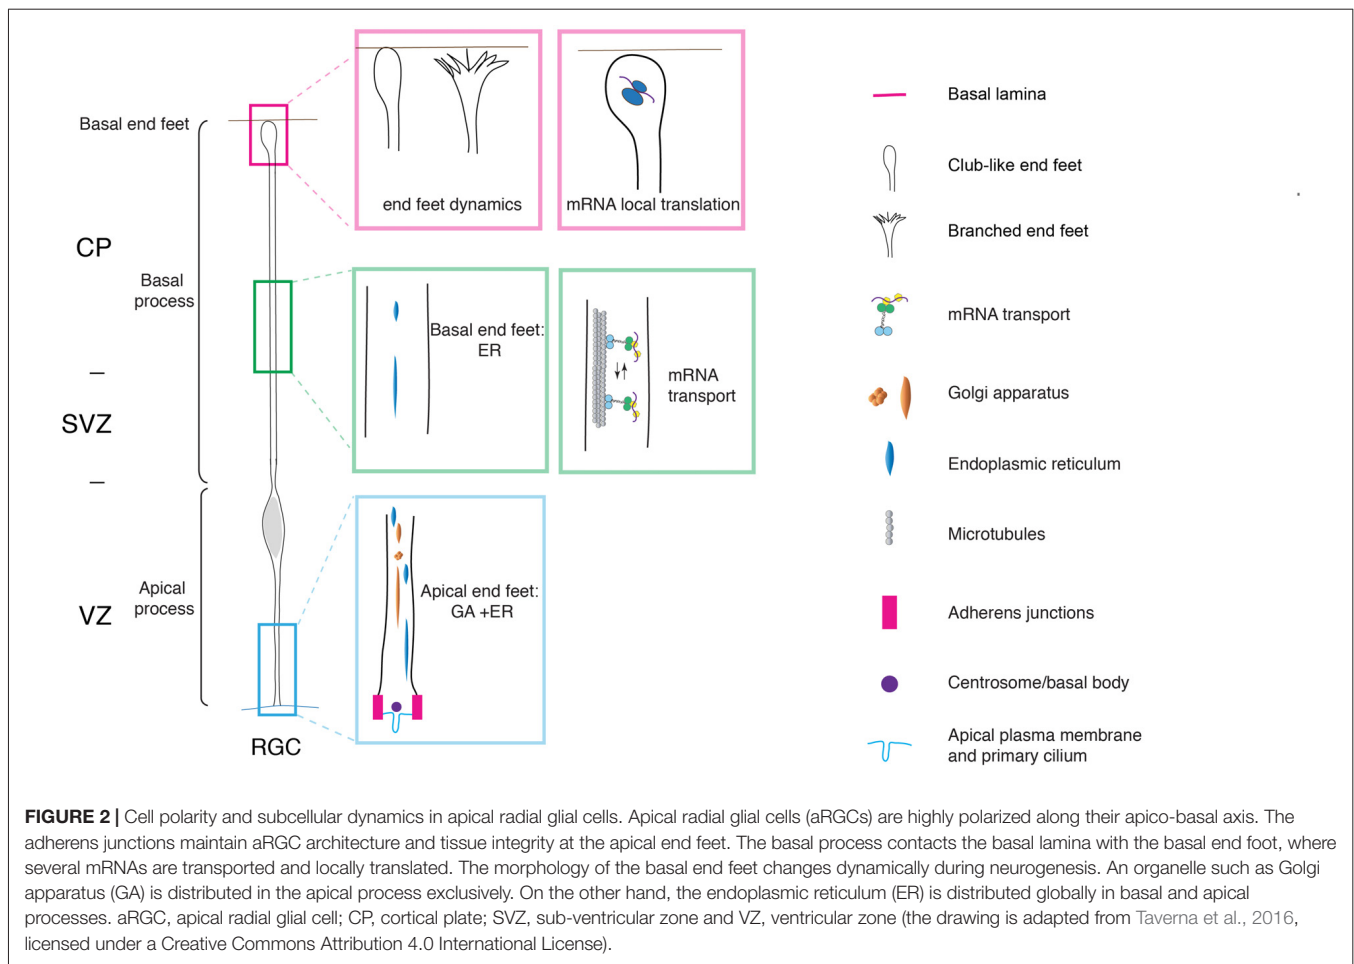 Basal end feet
CP
Basal
process
–
SVZ
–
Apical
process
VZ
RGC
end feet dynamics
mRNA local translation
Basal end feet:
ER
mRNA
transport
Apical end feet:
GA +ER
Basal lamina
Club-like end feet
Branched end feet
mRNA transport
Golgi apparatus
Endoplasmic reticulum
Microtubules
Adherens junctions
Centrosome/basal body
Apical plasma membrane
and primary cilium
FIGURE 2 | Cell polarity and subcellular dynamics in apical radial glial cells. Apical radial glial cells (aRGCs) are highly polarized along their apico-basal axis. The
adherens junctions maintain aRGC architecture and tissue integrity at the apical end feet. The basal process contacts the basal lamina with the basal end foot, where
several mRNAs are transported and locally translated. The morphology of the basal end feet changes dynamically during neurogenesis. An organelle such as Golgi
apparatus (GA) is distributed in the apical process exclusively. On the other hand, the endoplasmic reticulum (ER) is distributed globally in basal and apical
processes. aRGC, apical radial glial cell; CP, cortical plate; SVZ, sub-ventricular zone and VZ, ventricular zone (the drawing is adapted from Taverna et al., 2016,
licensed under a Creative Commons Attribution 4.0 International License).